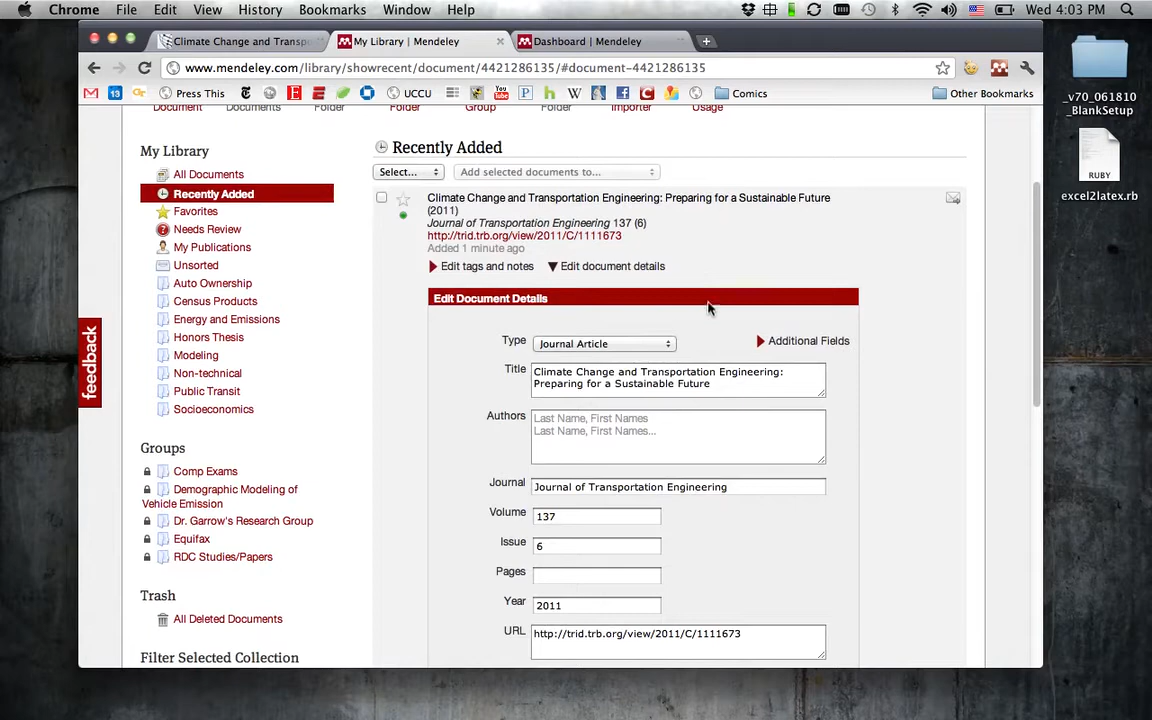 Chrome File Edit View History Bookmarks Window Help Wed 4:03 PM
Climate Change and Transpo My Library | Mendeley Dashboard | Mendeley
www.mendeley.com/library/showrecent/document/4421286135/#document-4421286135
Press This UCCU Comics Other Bookmarks
Document Documents Folder Folder Group Folder Importer Usage
My Library
All Documents
Recently Added
Favorites
Needs Review
My Publications
Unsorted
Auto Ownership
Census Products
Energy and Emissions
Honors Thesis
Modeling
Non-technical
Public Transit
Socioeconomics
Groups
Comp Exams
Demographic Modeling of
Vehicle Emission
Dr. Garrow's Research Group
Equifax
RDC Studies/Papers
Trash
All Deleted Documents
Filter Selected Collection
feedback
Recently Added
Select... Add selected documents to...
Climate Change and Transportation Engineering: Preparing for a Sustainable Future
(2011)
Journal of Transportation Engineering 137 (6)
http://trid.trb.org/view/2011/C/1111673
Added 1 minute ago
Edit tags and notes Edit document details
Edit Document Details
Type Journal Article Additional Fields
Title Climate Change and Transportation Engineering:
Preparing for a Sustainable Future
Authors Last Name, First Names
Last Name, First Names...
Journal Journal of Transportation Engineering
Volume 137
Issue 6
Pages
Year 2011
URL http://trid.trb.org/view/2011/C/1111673
_v70_061810
_BlankSetup
RUBY
excel2latex.rb